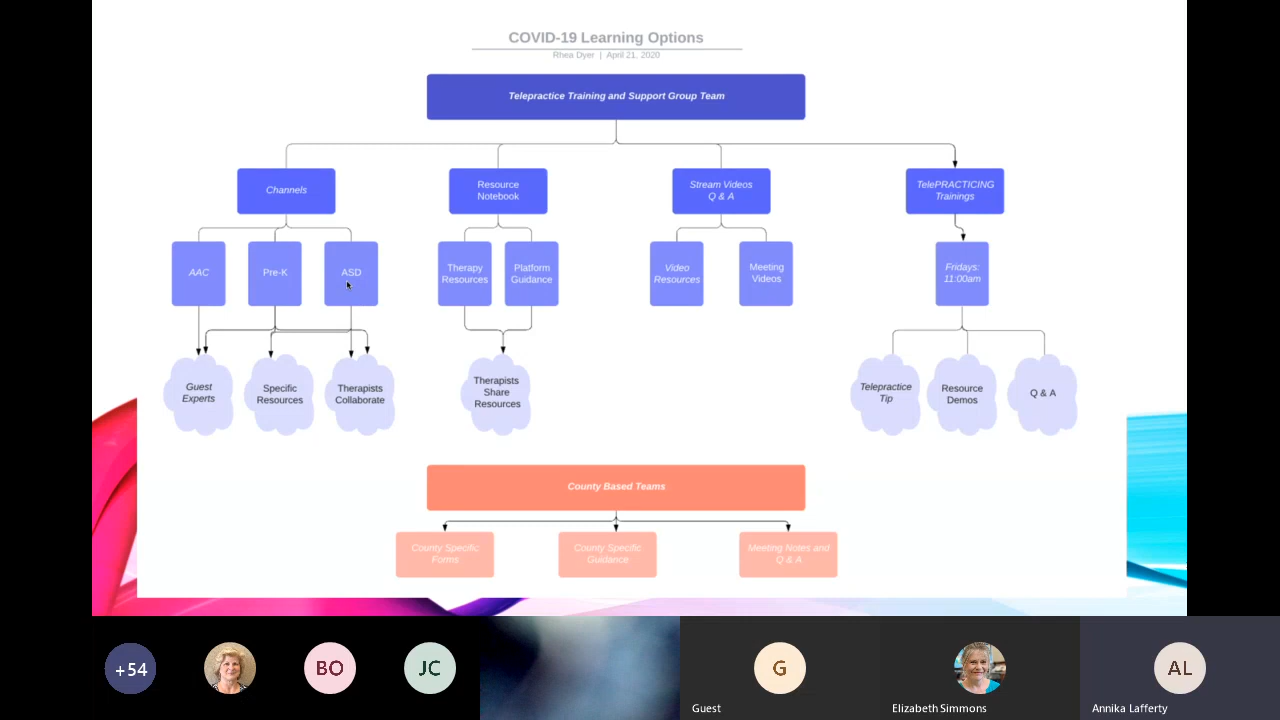 COVID-19 Learning Options
Rhea Dyer | April 21, 2020
Telepractice Training and Support Group Team
Channels
Resource
Notebook
Stream Videos
Q & A
TelePRACTICING
Trainings
AAC
Pre-K
ASD
Therapy
Resources
Platform
Guidance
Video
Resources
Meeting
Videos
Fridays:
11:00am
Guest
Experts
Specific
Resources
Therapists
Collaborate
Therapists
Share
Resources
Telepractice
Tip
Resource
Demos
Q & A
County Based Teams
County Specific
Forms
County Specific
Guidance
Meeting Notes and
Q & A
+54
BO
JC
G
Guest
Elizabeth Simmons
AL
Annika Lafferty